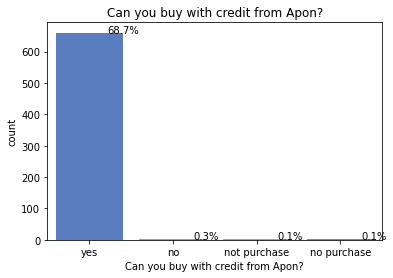 Can you buy with credit from Apon?
68.7%
600
500
400
300
200
100
0
count
0.3%
0.1%
0.1%
yes
no
not purchase
no purchase
Can you buy with credit from Apon?